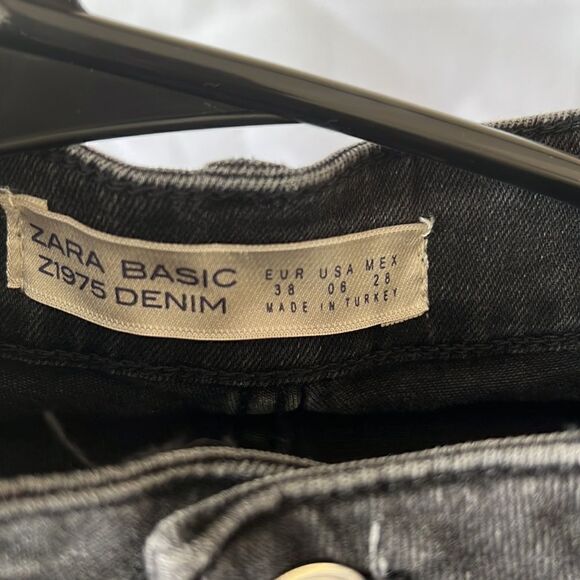 ZARA BASIC
Z1975 DENIM
EUR USA MEX
38 06 28
MADE IN TURKEY